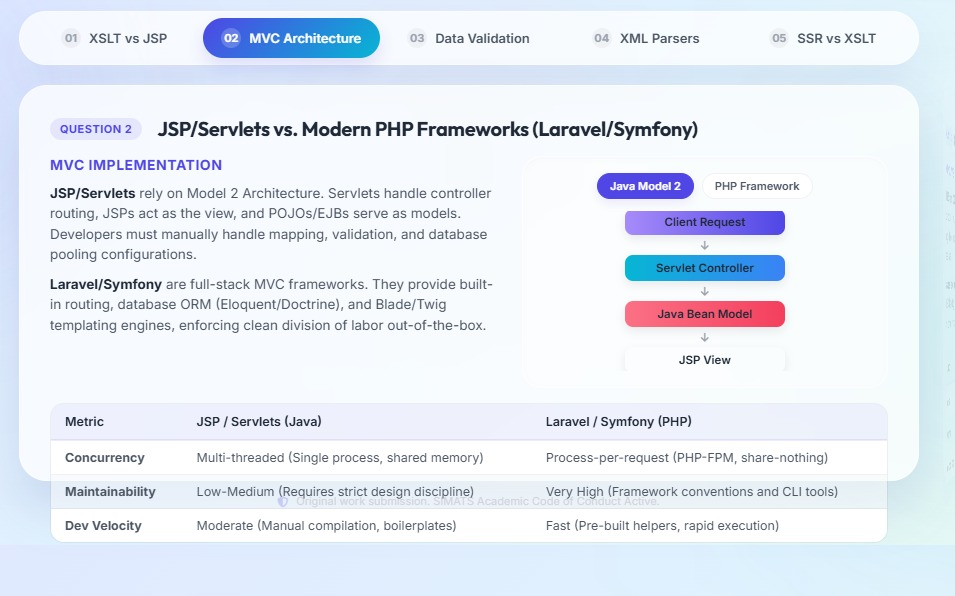 01 XSLT vs JSP 02 MVC Architecture 03 Data Validation 04 XML Parsers 05 SSR vs XSLT
QUESTION 2 JSP/Servlets vs. Modern PHP Frameworks (Laravel/Symfony)
MVC IMPLEMENTATION
JSP/Servlets rely on Model 2 Architecture. Servlets handle controller
routing, JSPs act as the view, and POJOs/EJBs serve as models.
Developers must manually handle mapping, validation, and database
pooling configurations.
Laravel/Symfony are full-stack MVC frameworks. They provide built-
in routing, database ORM (Eloquent/Doctrine), and Blade/Twig
templating engines, enforcing clean division of labor out-of-the-box.
Java Model 2 PHP Framework
Client Request
↓
Servlet Controller
↓
Java Bean Model
↓
JSP View
Metric JSP / Servlets (Java) Laravel / Symfony (PHP)
Concurrency Multi-threaded (Single process, shared memory) Process-per-request (PHP-FPM, share-nothing)
Maintainability Low-Medium (Requires strict design discipline) Very High (Framework conventions and CLI tools)
Original work submission. SIMATS Academic Code of Conduct Active.
Dev Velocity Moderate (Manual compilation, boilerplates) Fast (Pre-built helpers, rapid execution)